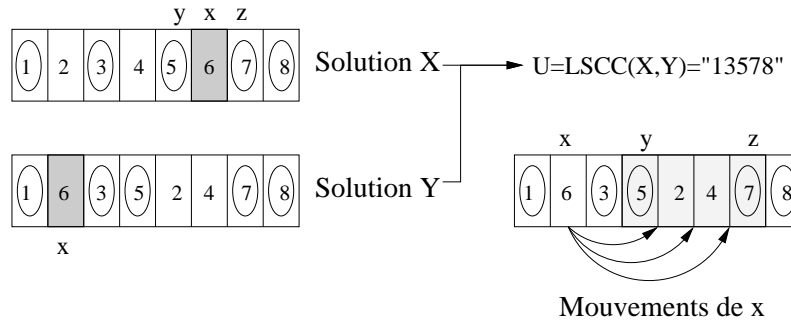 y x z
1 2 3 4 5 6 7 8
Solution X
U=LSCC(X,Y)="13578"
1 6 3 5 2 4 7 8
Solution Y
x
x y z
1 6 3 5 2 4 7 8
Mouvements de x